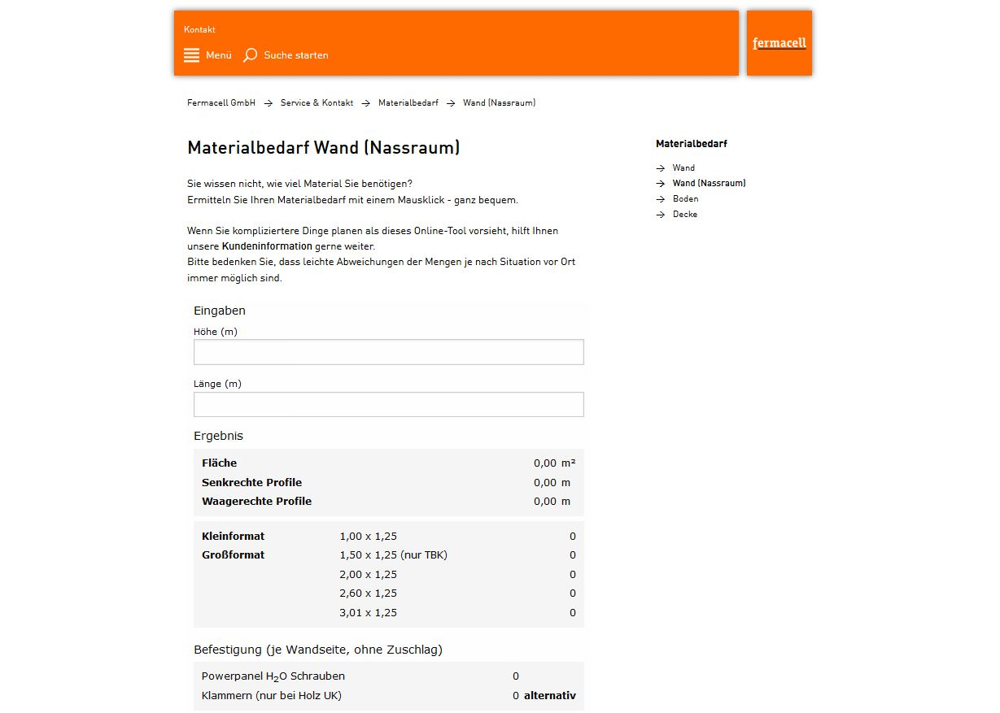 Kontakt
Menü Suche starten
fermacell
Fermacell GmbH → Service & Kontakt → Materialbedarf → Wand (Nassraum)
Materialbedarf Wand (Nassraum)
Sie wissen nicht, wie viel Material Sie benötigen?
Ermitteln Sie Ihren Materialbedarf mit einem Mausklick - ganz bequem.
Wenn Sie kompliziertere Dinge planen als dieses Online-Tool vorsieht, hilft Ihnen
unsere Kundeninformation gerne weiter.
Bitte bedenken Sie, dass leichte Abweichungen der Mengen je nach Situation vor Ort
immer möglich sind.
Materialbedarf
→ Wand
→ Wand (Nassraum)
→ Boden
→ Decke
Eingaben
Höhe (m)
Länge (m)
Ergebnis
Fläche 0,00 m²
Senkrechte Profile 0,00 m
Waagerechte Profile 0,00 m
Kleinformat 1,00 x 1,25 0
Großformat 1,50 x 1,25 (nur TBK) 0
2,00 x 1,25 0
2,60 x 1,25 0
3,01 x 1,25 0
Befestigung (je Wandseite, ohne Zuschlag)
Powerpanel H₂O Schrauben 0
Klammern (nur bei Holz UK) 0 alternativ